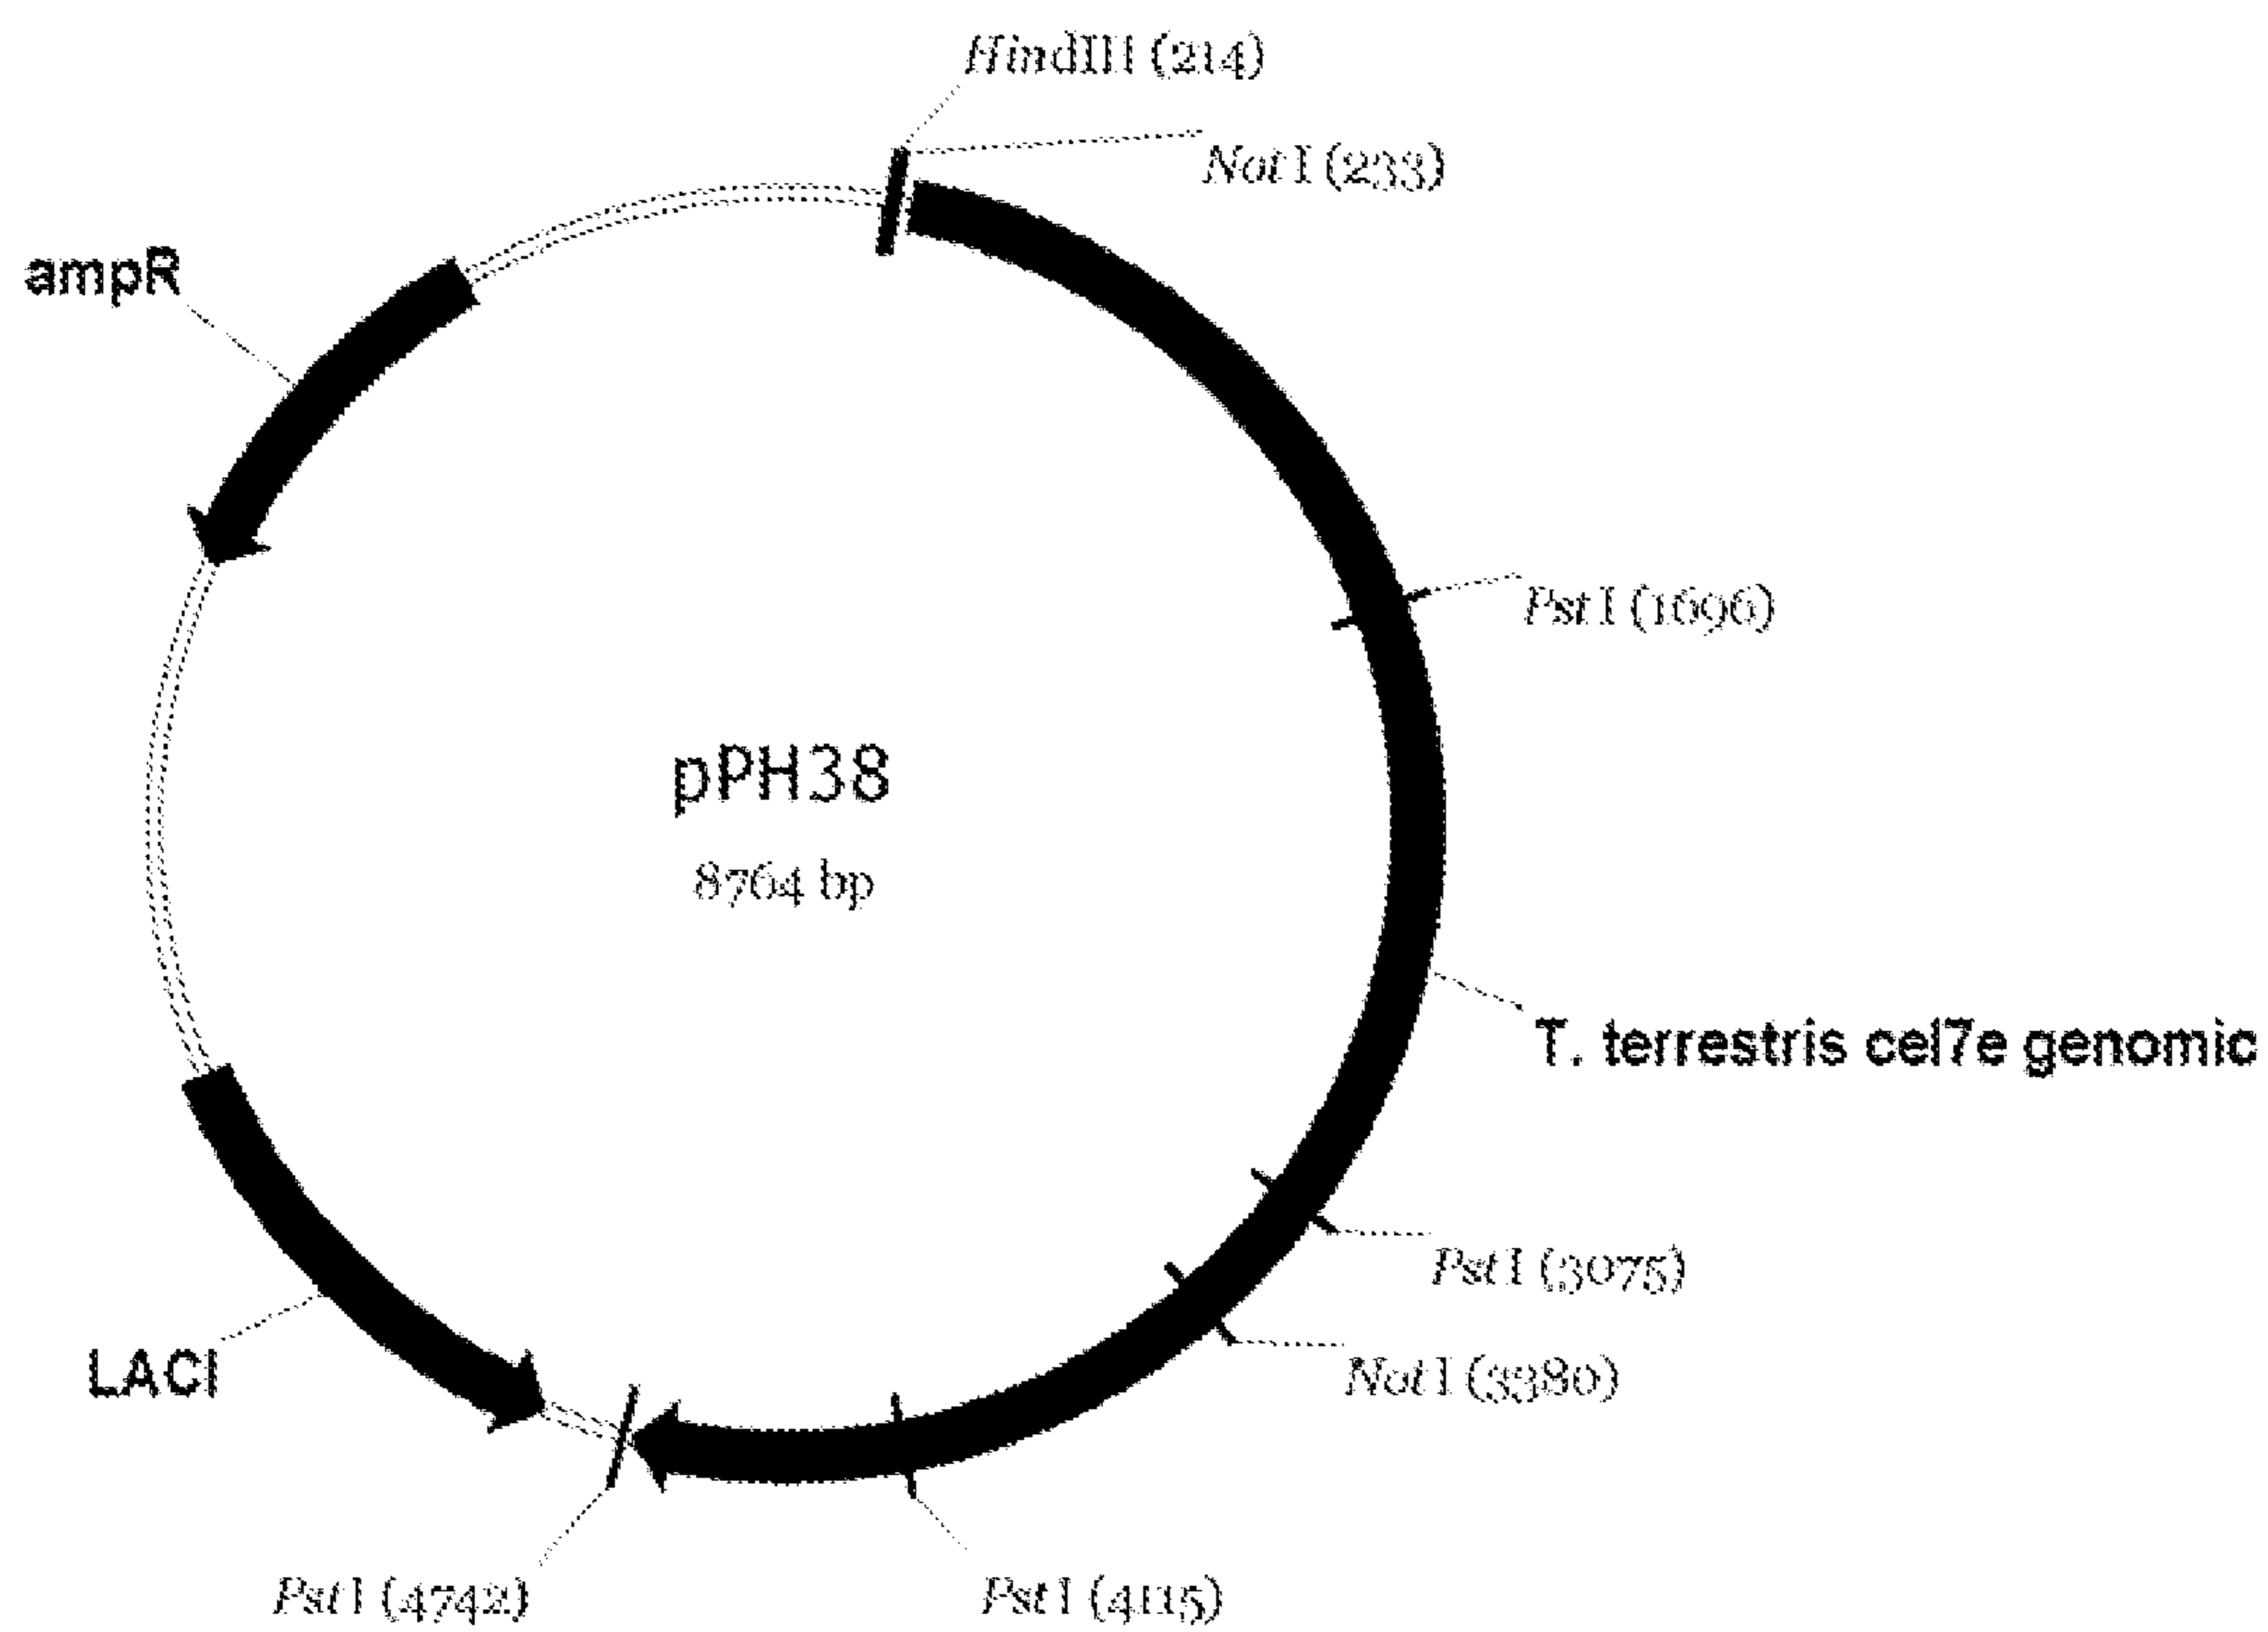 HindIII (214)
NotI (233)
ampR
PstI (1696)
pPH38
8764 bp
T. terrestris cel7e genomic
PstI (3075)
NotI (3380)
LACI
PstI (4742)
PstI (4115)